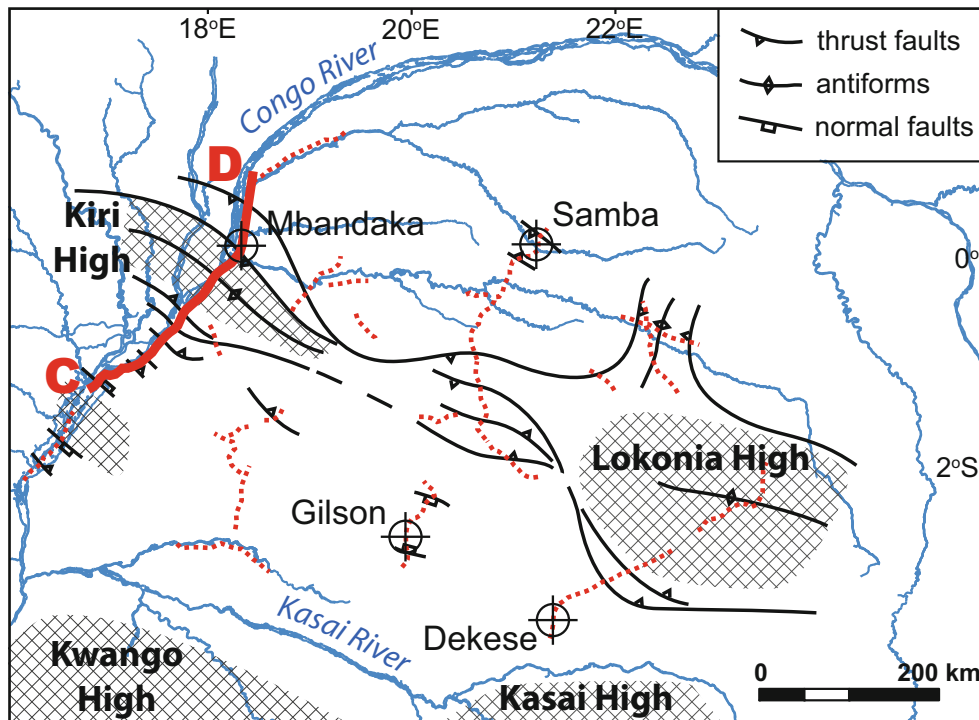 18°E
20°E
22°E
thrust faults
antiforms
normal faults
Congo River
D
Kiri
High
Mbandaka
Samba
0°
C
Lokonia High
2°S
Gilson
Kasai River
Dekese
Kwango
High
Kasai High
0
200 km